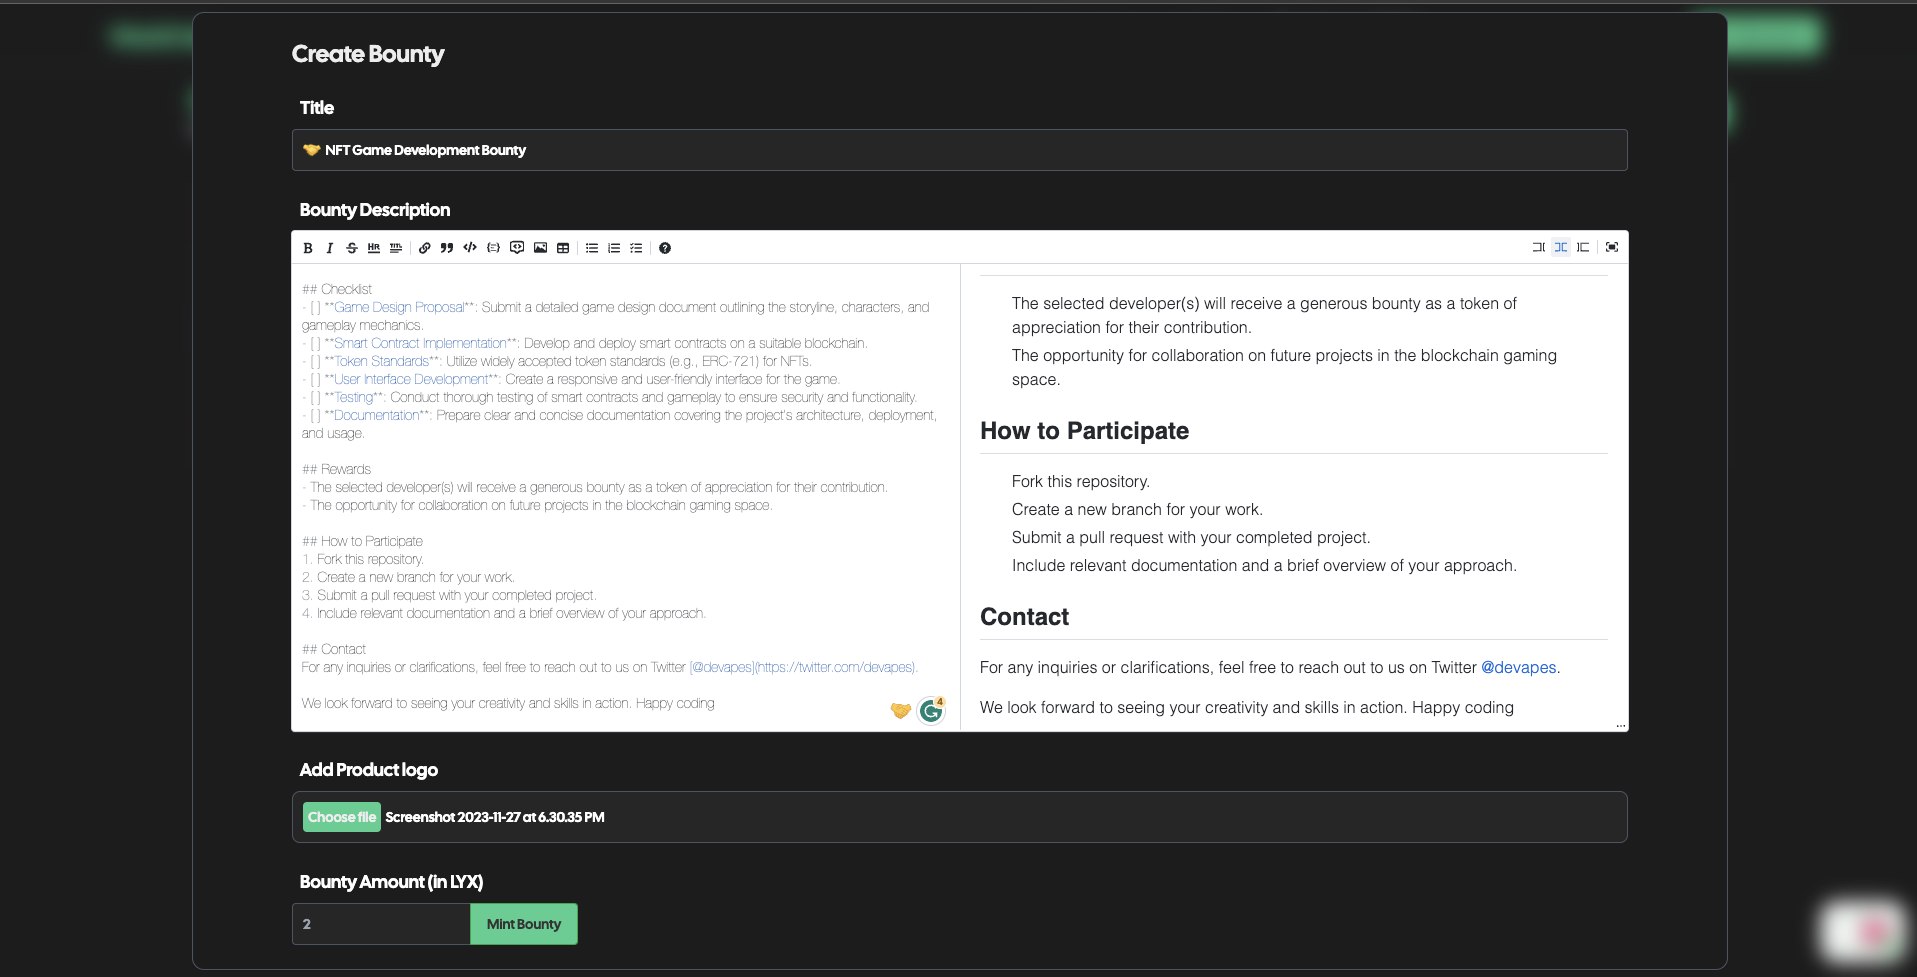 Create Bounty
Title
🤝 NFT Game Development Bounty
Bounty Description
B I S HR TITL
## Checklist
- [ ] **Game Design Proposal**: Submit a detailed game design document outlining the storyline, characters, and
gameplay mechanics.
- [ ] **Smart Contract Implementation**: Develop and deploy smart contracts on a suitable blockchain.
- [ ] **Token Standards**: Utilize widely accepted token standards (e.g., ERC-721) for NFTs.
- [ ] **User Interface Development**: Create a responsive and user-friendly interface for the game.
- [ ] **Testing**: Conduct thorough testing of smart contracts and gameplay to ensure security and functionality.
- [ ] **Documentation**: Prepare clear and concise documentation covering the project's architecture, deployment,
and usage.
## Rewards
- The selected developer(s) will receive a generous bounty as a token of appreciation for their contribution.
- The opportunity for collaboration on future projects in the blockchain gaming space.
## How to Participate
1. Fork this repository.
2. Create a new branch for your work.
3. Submit a pull request with your completed project.
4. Include relevant documentation and a brief overview of your approach.
## Contact
For any inquiries or clarifications, feel free to reach out to us on Twitter [@devapes](https://twitter.com/devapes).
We look forward to seeing your creativity and skills in action. Happy coding
4
The selected developer(s) will receive a generous bounty as a token of
appreciation for their contribution.
The opportunity for collaboration on future projects in the blockchain gaming
space.
How to Participate
Fork this repository.
Create a new branch for your work.
Submit a pull request with your completed project.
Include relevant documentation and a brief overview of your approach.
Contact
For any inquiries or clarifications, feel free to reach out to us on Twitter @devapes.
We look forward to seeing your creativity and skills in action. Happy coding
Add Product logo
Choose file Screenshot 2023-11-27 at 6.30.35 PM
Bounty Amount (in LYX)
2 Mint Bounty